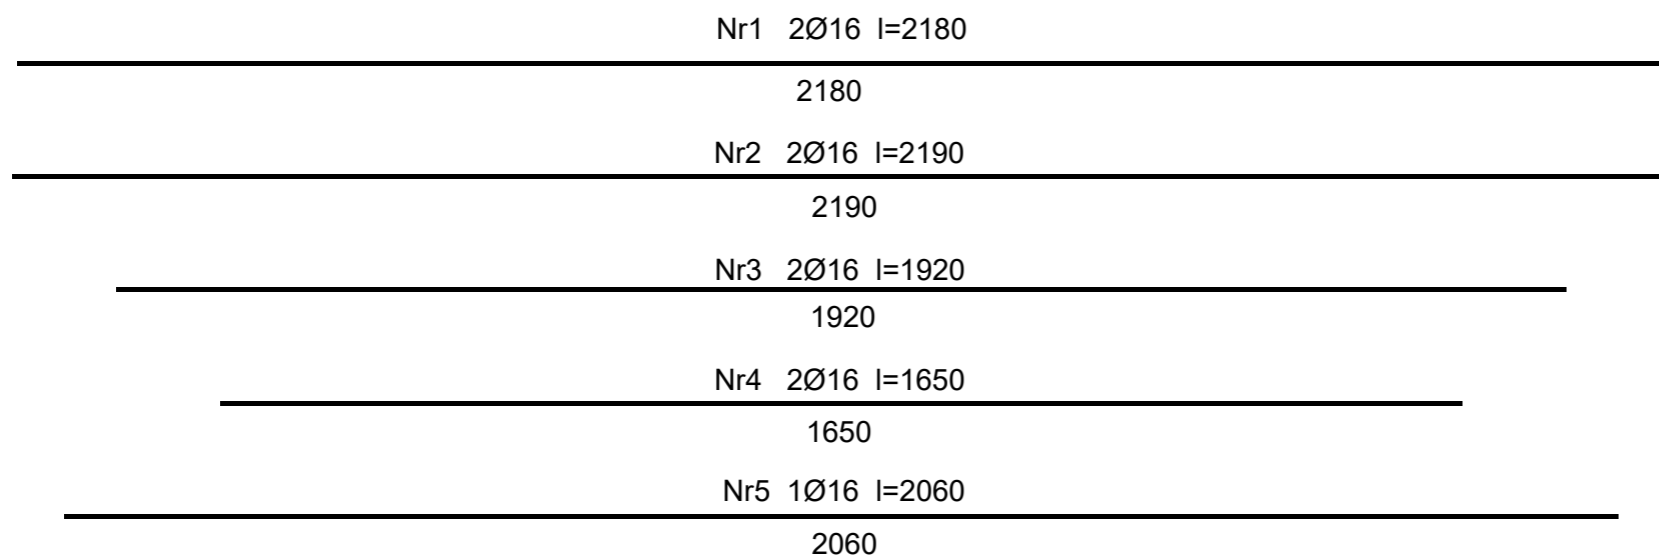 Nr1 2Ø16 l=2180
2180
Nr2 2Ø16 l=2190
2190
Nr3 2Ø16 l=1920
1920
Nr4 2Ø16 l=1650
1650
Nr5 1Ø16 l=2060
2060